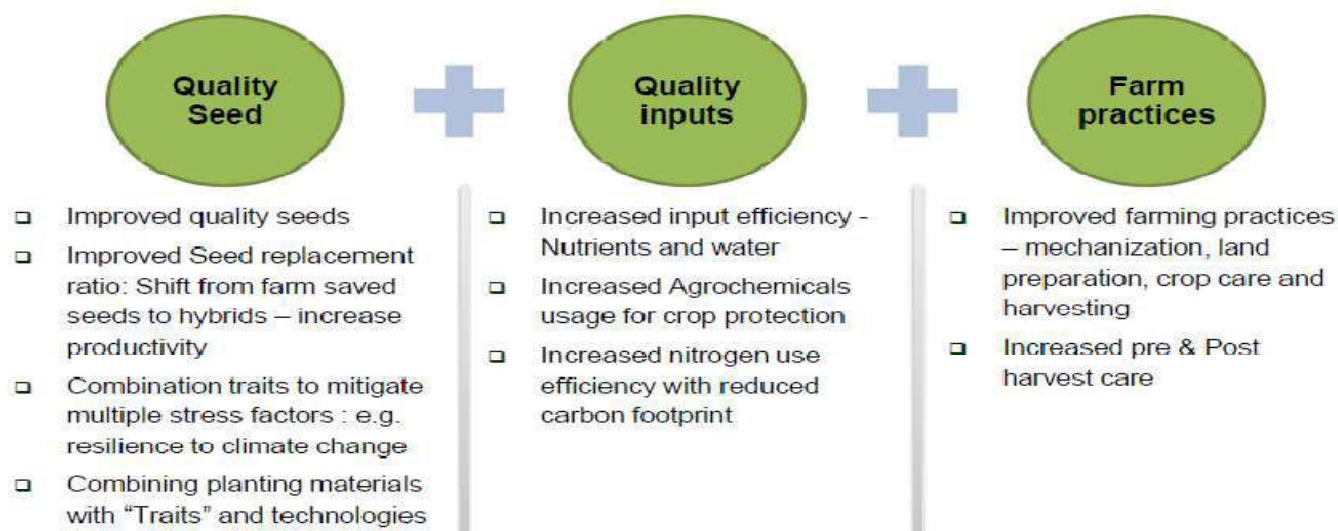 Quality
Seed
Quality
inputs
Farm
practices
Improved quality seeds
Improved Seed replacement
ratio: Shift from farm saved
seeds to hybrids – increase
productivity
Combination traits to mitigate
multiple stress factors : e.g.
resilience to climate change
Combining planting materials
with “Traits” and technologies
Increased input efficiency -
Nutrients and water
Increased Agrochemicals
usage for crop protection
Increased nitrogen use
efficiency with reduced
carbon footprint
Improved farming practices
– mechanization, land
preparation, crop care and
harvesting
Increased pre & Post
harvest care